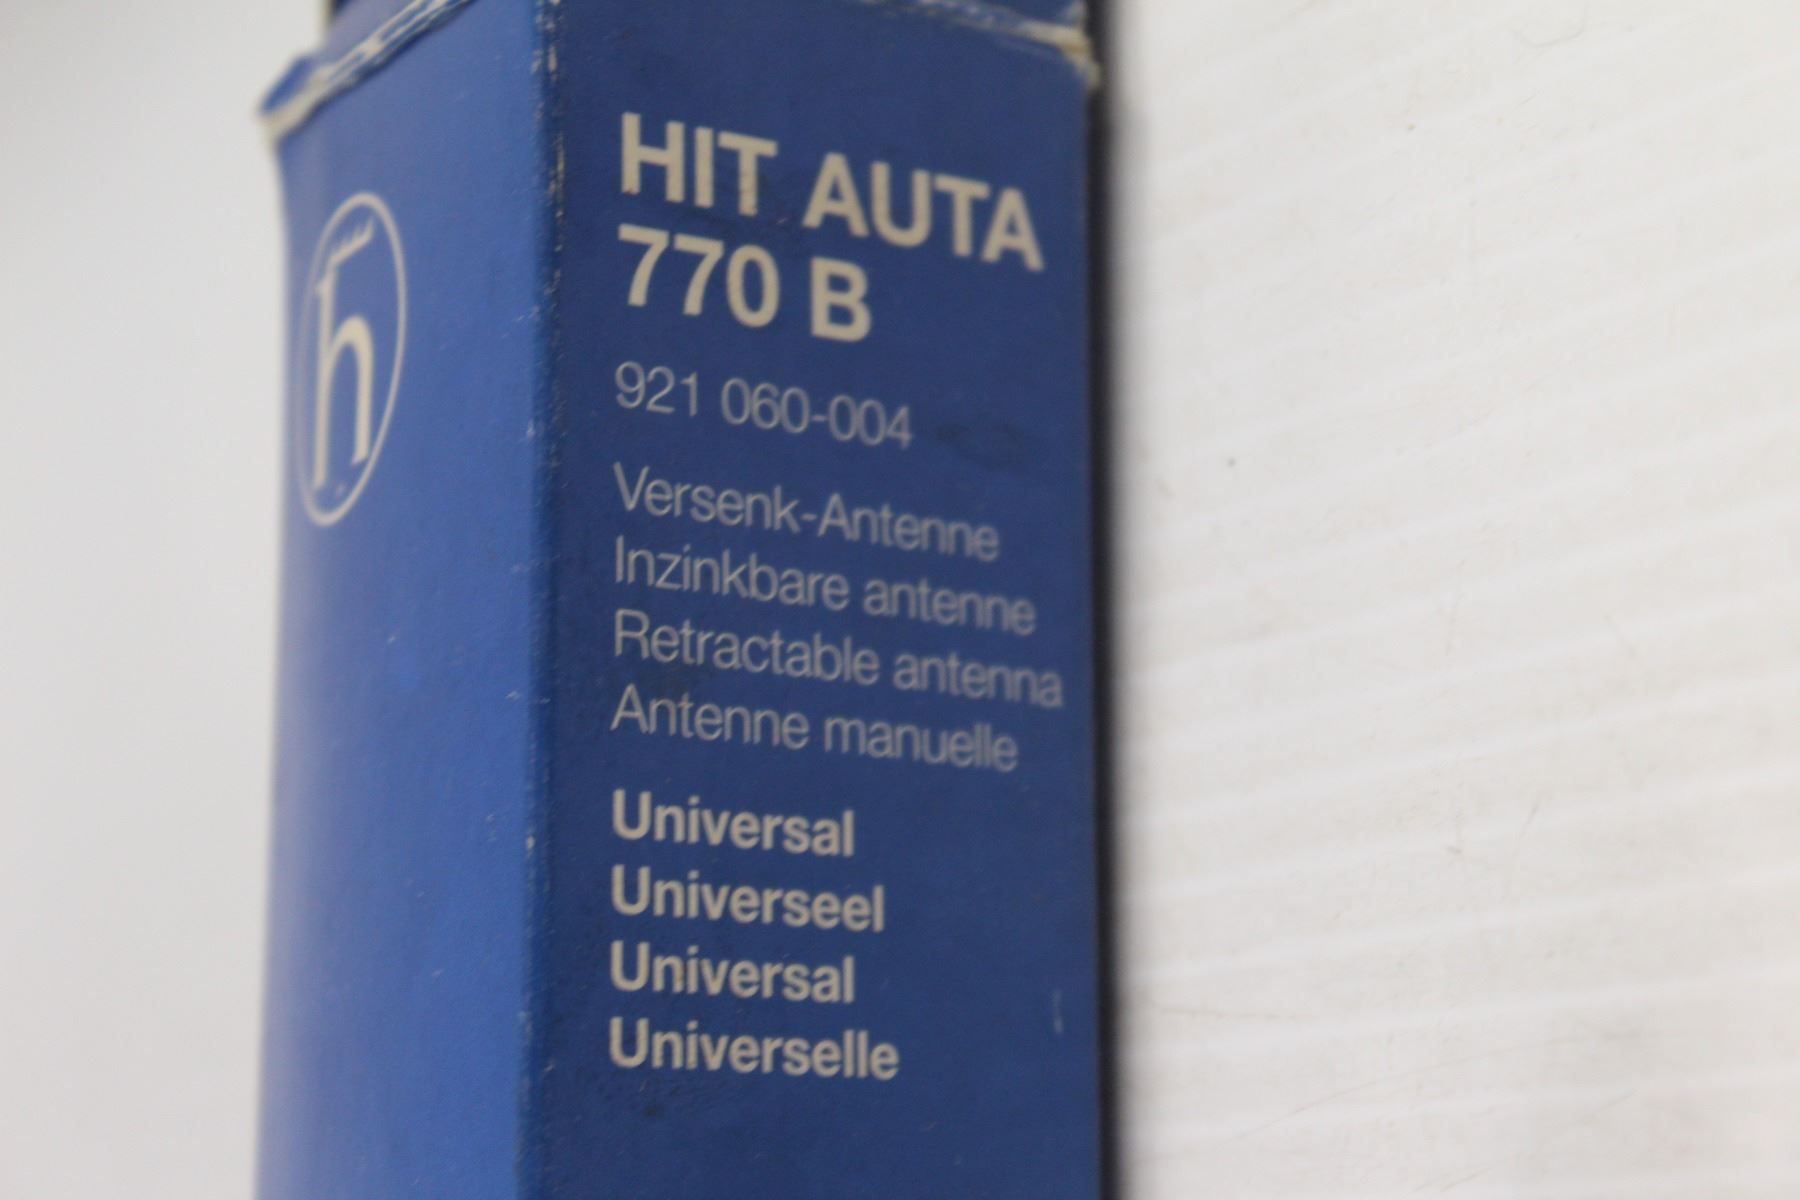 h
HIT AUTA
770 B
921 060-004
Versenk-Antenne
Inzinkbare antenne
Retractable antenna
Antenne manuelle
Universal
Universeel
Universal
Universelle